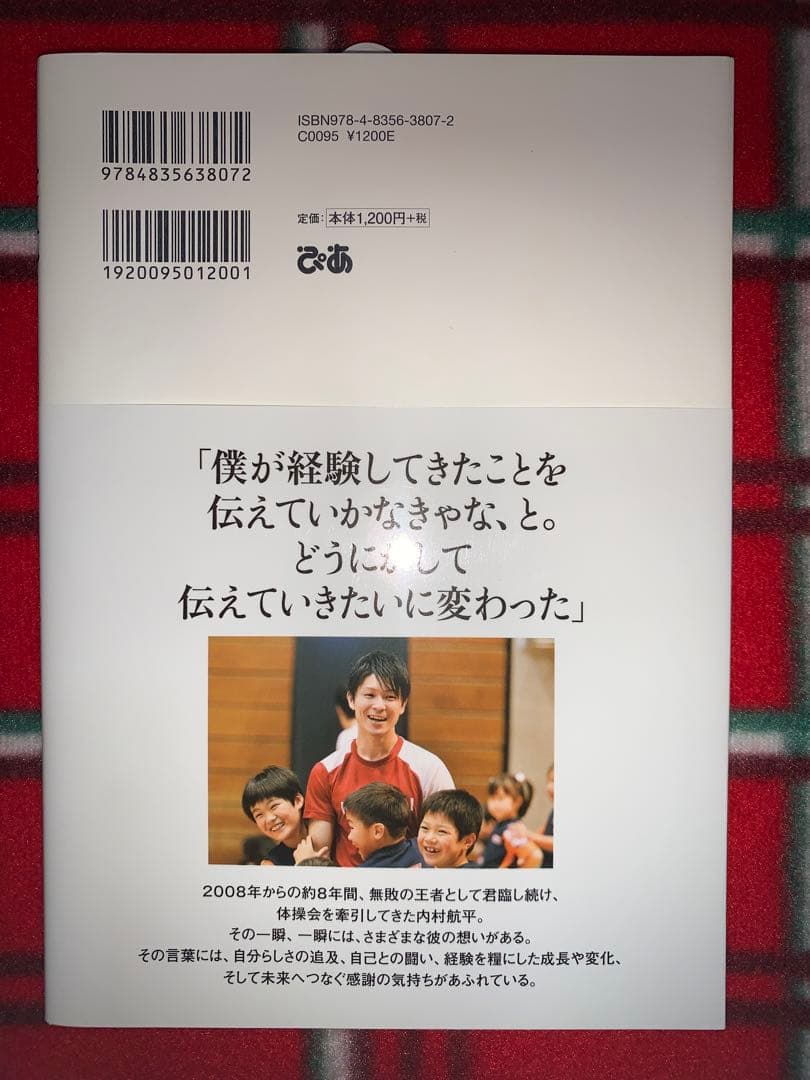 ISBN978-4-8356-3807-2
C0095 ¥1200E
9784835638072
定価：本体1,200円+税
1920095012001
ぴあ
「僕が経験してきたことを
伝えていかなきゃな、と。
どうにかして
伝えていきたいに変わった」
2008年からの約8年間、無敗の王者として君臨し続け、
体操会を牽引してきた内村航平。
その一瞬、一瞬には、さまざまな彼の想いがある。
その言葉には、自分らしさの追及、自己との闘い、経験を糧にした成長や変化、
そして未来へつなぐ感謝の気持ちがあふれている。